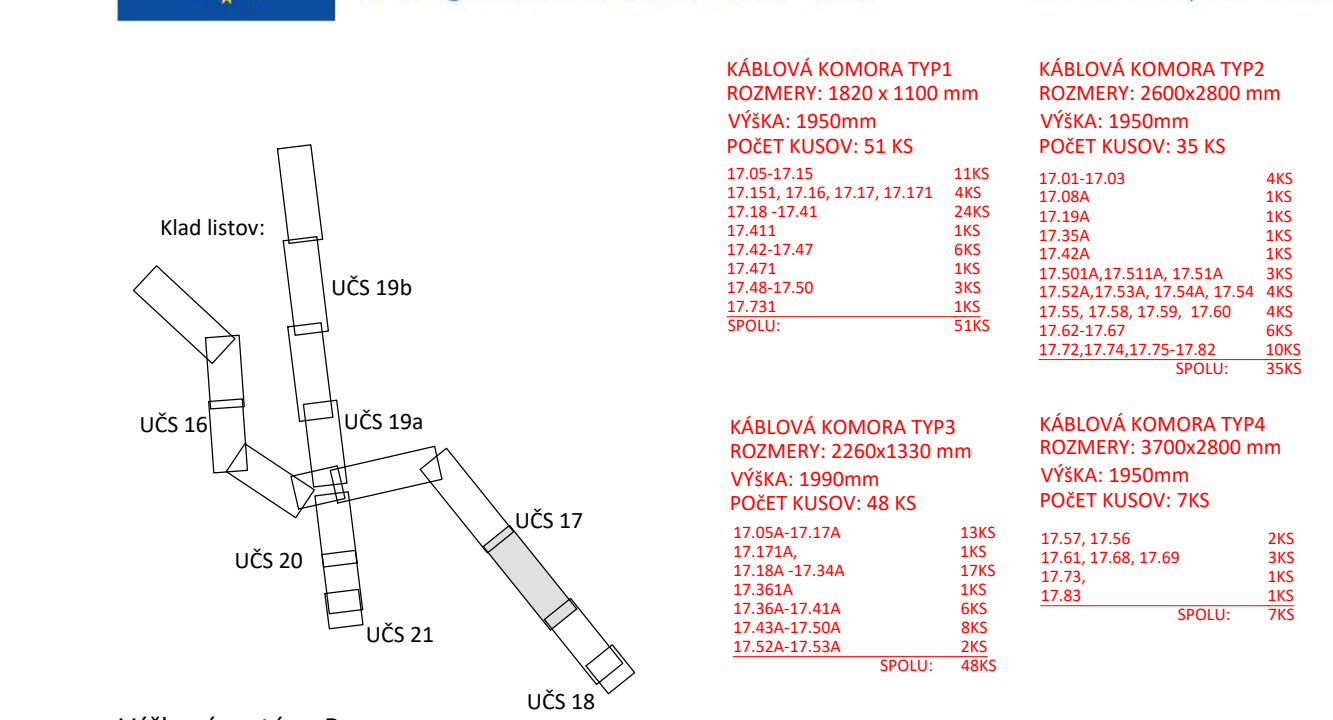 Klad listov:
UČS 19b
UČS 16
UČS 19a
UČS 17
UČS 20
UČS 21
UČS 18
KÁBLOVÁ KOMORA TYP1
ROZMERY: 1820 x 1100 mm
VÝšKA: 1950mm
POčET KUSOV: 51 KS
17.05-17.15 11KS
17.151, 17.16, 17.17, 17.171 4KS
17.18 -17.41 24KS
17.411 1KS
17.42-17.47 6KS
17.471 1KS
17.48-17.50 3KS
17.731 1KS
SPOLU: 51KS
KÁBLOVÁ KOMORA TYP2
ROZMERY: 2600x2800 mm
VÝšKA: 1950mm
POčET KUSOV: 35 KS
17.01-17.03 4KS
17.08A 1KS
17.19A 1KS
17.35A 1KS
17.42A 1KS
17.501A,17.511A, 17.51A 3KS
17.52A,17.53A, 17.54A, 17.54 4KS
17.55, 17.58, 17.59, 17.60 4KS
17.62-17.67 6KS
17.72,17.74,17.75-17.82 10KS
SPOLU: 35KS
KÁBLOVÁ KOMORA TYP3
ROZMERY: 2260x1330 mm
VÝšKA: 1990mm
POčET KUSOV: 48 KS
17.05A-17.17A 13KS
17.171A, 1KS
17.18A -17.34A 17KS
17.361A 1KS
17.36A-17.41A 6KS
17.43A-17.50A 8KS
17.52A-17.53A 2KS
SPOLU: 48KS
KÁBLOVÁ KOMORA TYP4
ROZMERY: 3700x2800 mm
VÝšKA: 1950mm
POčET KUSOV: 7KS
17.57, 17.56 2KS
17.61, 17.68, 17.69 3KS
17.73, 1KS
17.83 1KS
SPOLU: 7KS